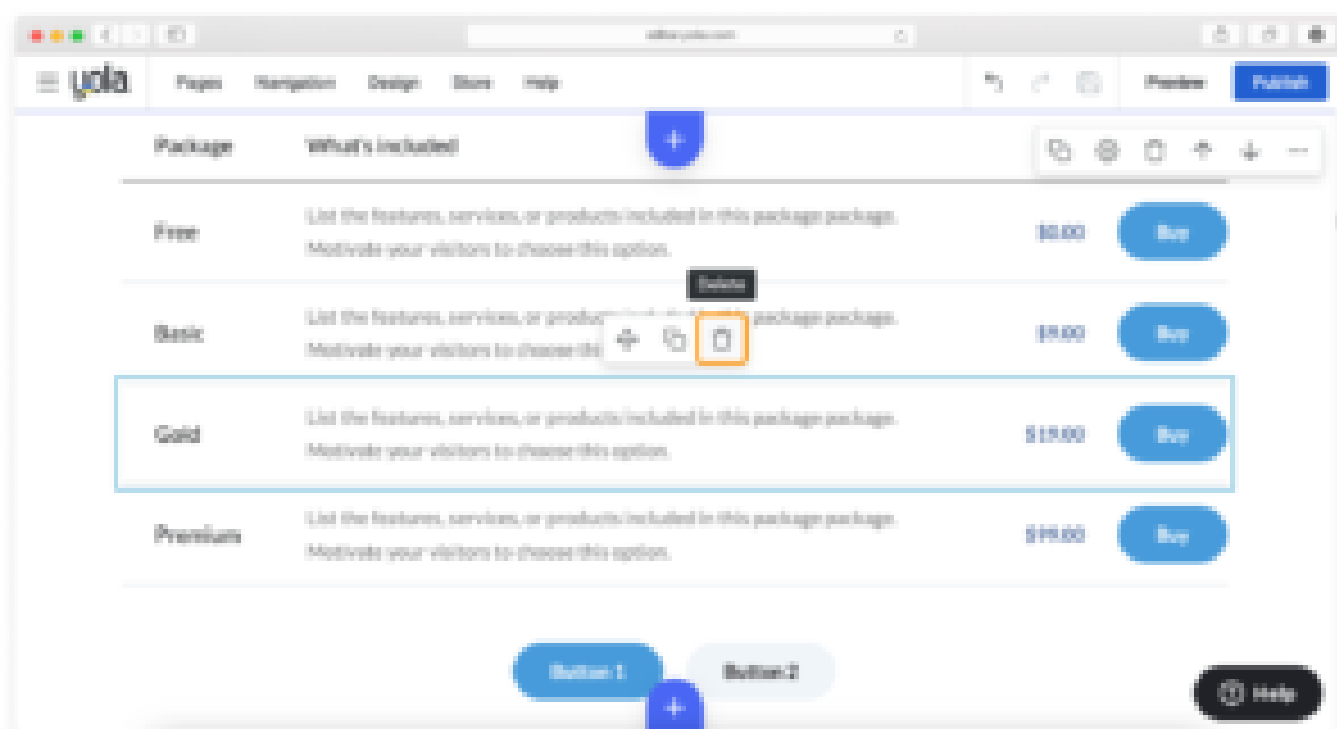 editor.yola.com
yola Pages Navigation Design Store Help Preview Publish
Package What's included
List the features, services, or products included in this package package.
Free $0.00 Buy
Motivate your visitors to choose this option.
Delete
List the features, services, or package package.
Basic $9.00 Buy
Motivate your visitors to choose
List the features, services, or products included in this package package.
Gold $19.00 Buy
Motivate your visitors to choose this option.
List the features, services, or products included in this package package.
Premium $99.00 Buy
Motivate your visitors to choose this option.
Button 1 Button 2
Help